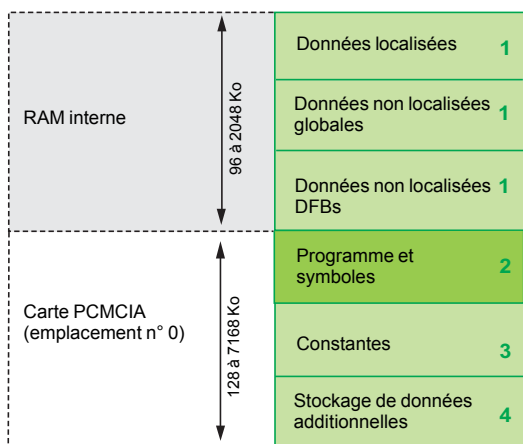 Données localisées 1
RAM interne
96 à 2048 Ko
Données non localisées 1
globales
Données non localisées 1
DFBs
Programme et
symboles 2
Carte PCMCIA
(emplacement n° 0)
128 à 7168 Ko
Constantes 3
Stockage de données
additionnelles 4